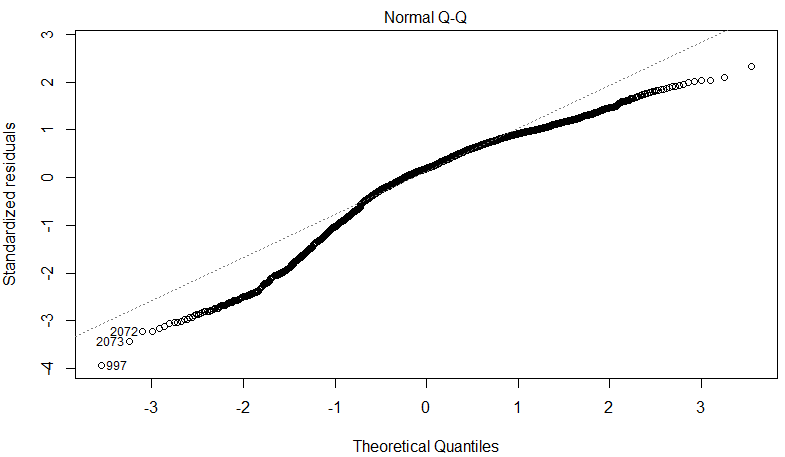 Normal Q-Q
3
2
1
0
-1
-2
-3
-4
Standardized residuals
2072
2073
997
-3 -2 -1 0 1 2 3
Theoretical Quantiles